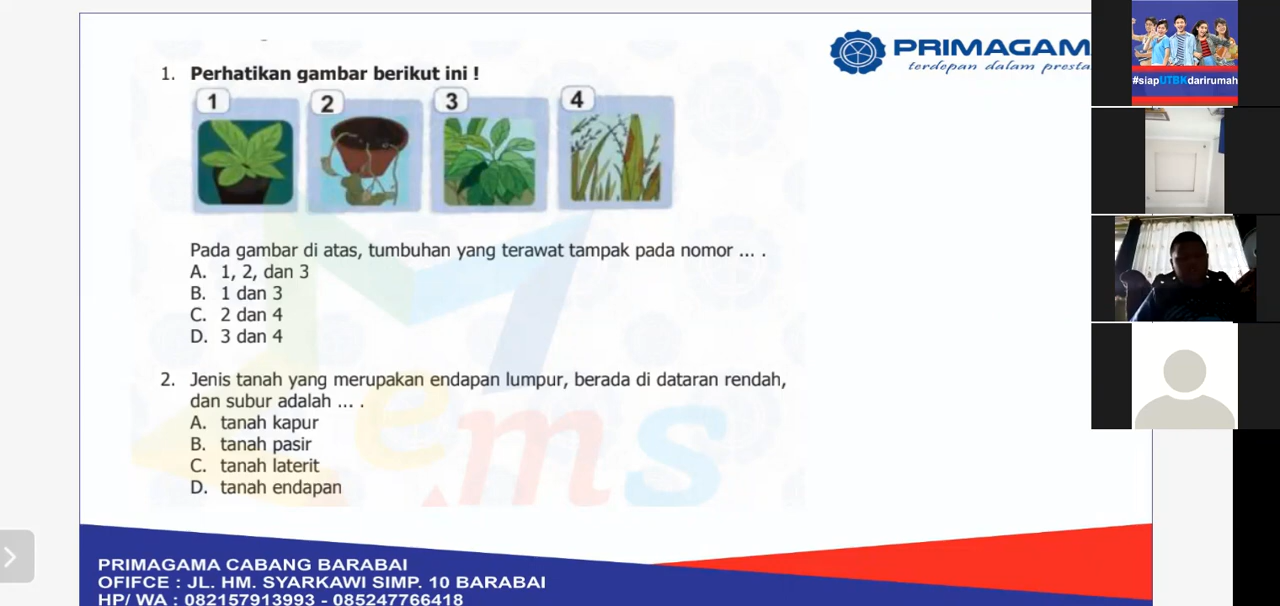 PRIMAGAM
terdepan dalam presta
#siapUTBKdarirumah
1. Perhatikan gambar berikut ini !
1 2 3 4
Pada gambar di atas, tumbuhan yang terawat tampak pada nomor ... .
A. 1, 2, dan 3
B. 1 dan 3
C. 2 dan 4
D. 3 dan 4
2. Jenis tanah yang merupakan endapan lumpur, berada di dataran rendah,
dan subur adalah ... .
A. tanah kapur
B. tanah pasir
C. tanah laterit
D. tanah endapan
ems
PRIMAGAMA CABANG BARABAI
OFIFCE : JL. HM. SYARKAWI SIMP. 10 BARABAI
HP/ WA : 082157913993 - 085247766418